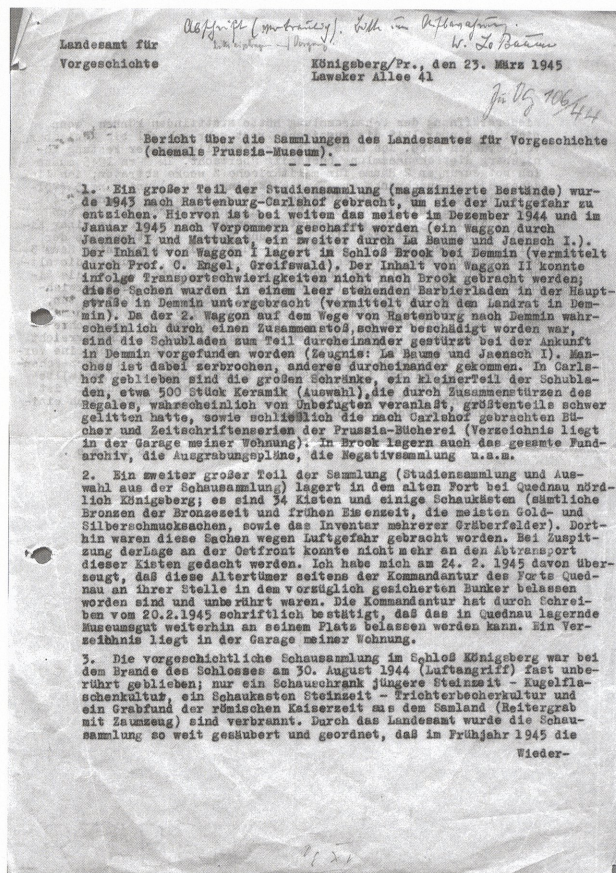 Abschrift (vertraulich). Bitte um Aufbewahrung.
W. La Baume
Landesamt für
Vorgeschichte
Königsberg/Pr., den 23. März 1945
Lawsker Allee 41
Zu OG 106/44
Bericht über die Sammlungen des Landesamtes für Vorgeschichte
(ehemals Prussia-Museum).
- - - - - -
1. Ein großer Teil der Studiensammlung (magazinierte Bestände) wur-
de 1943 nach Rastenburg-Carlshof gebracht, um sie der Luftgefahr zu
entziehen. Hiervon ist bei weitem das meiste im Dezember 1944 und im
Januar 1945 nach Vorpommern geschafft worden (ein Waggon durch
Jaensch I und Mattukat, ein zweiter durch La Baume und Jaensch I.).
Der Inhalt von Waggon I lagert in Schloß Brook bei Demmin (vermittelt
durch Prof. C. Engel, Greifswald). Der Inhalt von Waggon II konnte
infolge Transportschwierigkeiten nicht nach Brook gebracht werden;
diese Sachen wurden in einem leer stehenden Barbierladen in der Haupt-
straße in Demmin untergebracht (vermittelt durch den Landrat in Dem-
min). Da der 2. Waggon auf dem Wege von Rastenburg nach Demmin wahr-
scheinlich durch einen Zusammenstoß,schwer beschädigt worden war,
sind die Schubladen zum Teil durcheinander gestürzt bei der Ankunft
in Demmin vorgefunden worden (Zeugnis: La Baume und Jaensch I). Man-
ches ist dabei zerbrochen, anderes durcheinander gekommen. In Carls-
hof geblieben sind die großen Schränke, ein kleinerTeil der Schubla-
den, etwa 500 Stück Keramik (Auswahl),die durch Zusammenstürzen des
Regales, wahrscheinlich von Unbefugten veranlaßt, größtenteils schwer
gelitten hatte, sowie schließlich die nach Carlshof gebrachten Bü-
cher und Zeitschriftenserien der Prussia-Bücherei (Verzeichnis liegt
in der Garage meiner Wohnung). In Brook lagern auch das gesamte Fund-
archiv, die Ausgrabungspläne, die Negativsammlung u.a.m.
2. Ein zweiter großer Teil der Sammlung (Studiensammlung und Aus-
wahl aus der Schausammlung) lagert in dem alten Fort bei Quednau nörd-
lich Königsberg; es sind 34 Kisten und einige Schaukästen (sämtliche
Bronzen der Bronzezeit und frühen Eisenzeit, die meisten Gold- und
Silberschmucksachen, sowie das Inventar mehrerer Gräberfelder). Dort-
hin waren diese Sachen wegen Luftgefahr gebracht worden. Bei Zuspit-
zung derLage an der Ostfront konnte nicht mehr an den Abtransport
dieser Kisten gedacht werden. Ich habe mich am 24. 2. 1945 davon über-
zeugt, daß diese Altertümer seitens der Kommandantur des Forts Qued-
nau an ihrer Stelle in dem vorzüglich gesicherten Bunker belassen
worden sind und unberührt waren. Die Kommandantur hat durch Schrei-
ben vom 20.2.1945 schriftlich bestätigt, daß das in Quednau lagernde
Museumsgut weiterhin an seinem Platz belassen werden kann. Ein Ver-
zeichnis liegt in der Garage meiner Wohnung.
3. Die vorgeschichtliche Schausammlung im Schloß Königsberg war bei
dem Brande des Schlosses am 30. August 1944 (Luftangriff) fast unbe-
rührt geblieben; nur ein Schauschrank jüngere Steinzeit - Kugelfla-
schenkultur, ein Schaukasten Steinzeit - Trichterbecherkultur und
ein Grabfund der römischen Kaiserzeit aus dem Samland (Reitergrab
mit Zaumzeug) sind verbrannt. Durch das Landesamt wurde die Schau-
sammlung so weit gesäubert und geordnet, daß im Frühjahr 1945 die
Wieder-